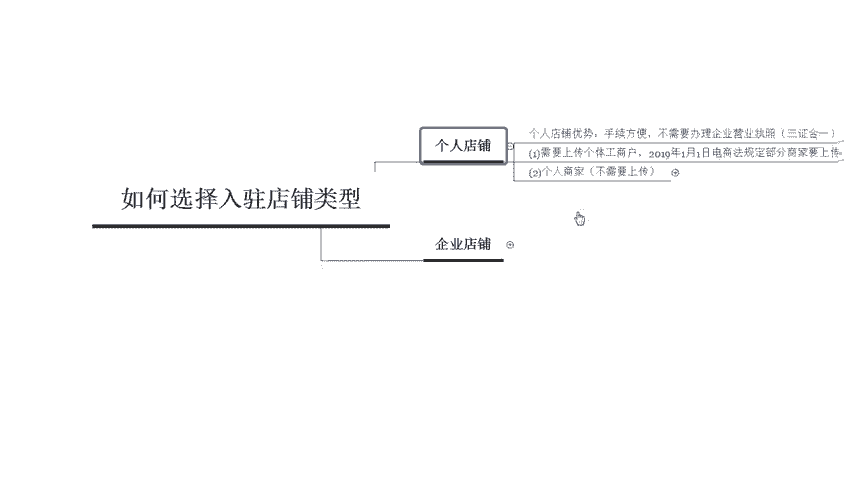 如何选择入驻店铺类型
个人店铺
个人店铺优势：手续方便，不需要办理企业营业执照（三证合一）
(1)需要上传个体工商户，2019年1月1日电商法规定部分商家要上传
(2)个人商家（不需要上传）
企业店铺